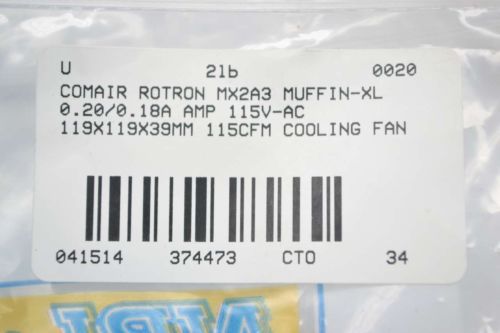 U 21b 0020
COMAIR ROTRON MX2A3 MUFFIN-XL
0.20/0.18A AMP 115V-AC
119X119X39MM 115CFM COOLING FAN
041514 374473 CTO 34